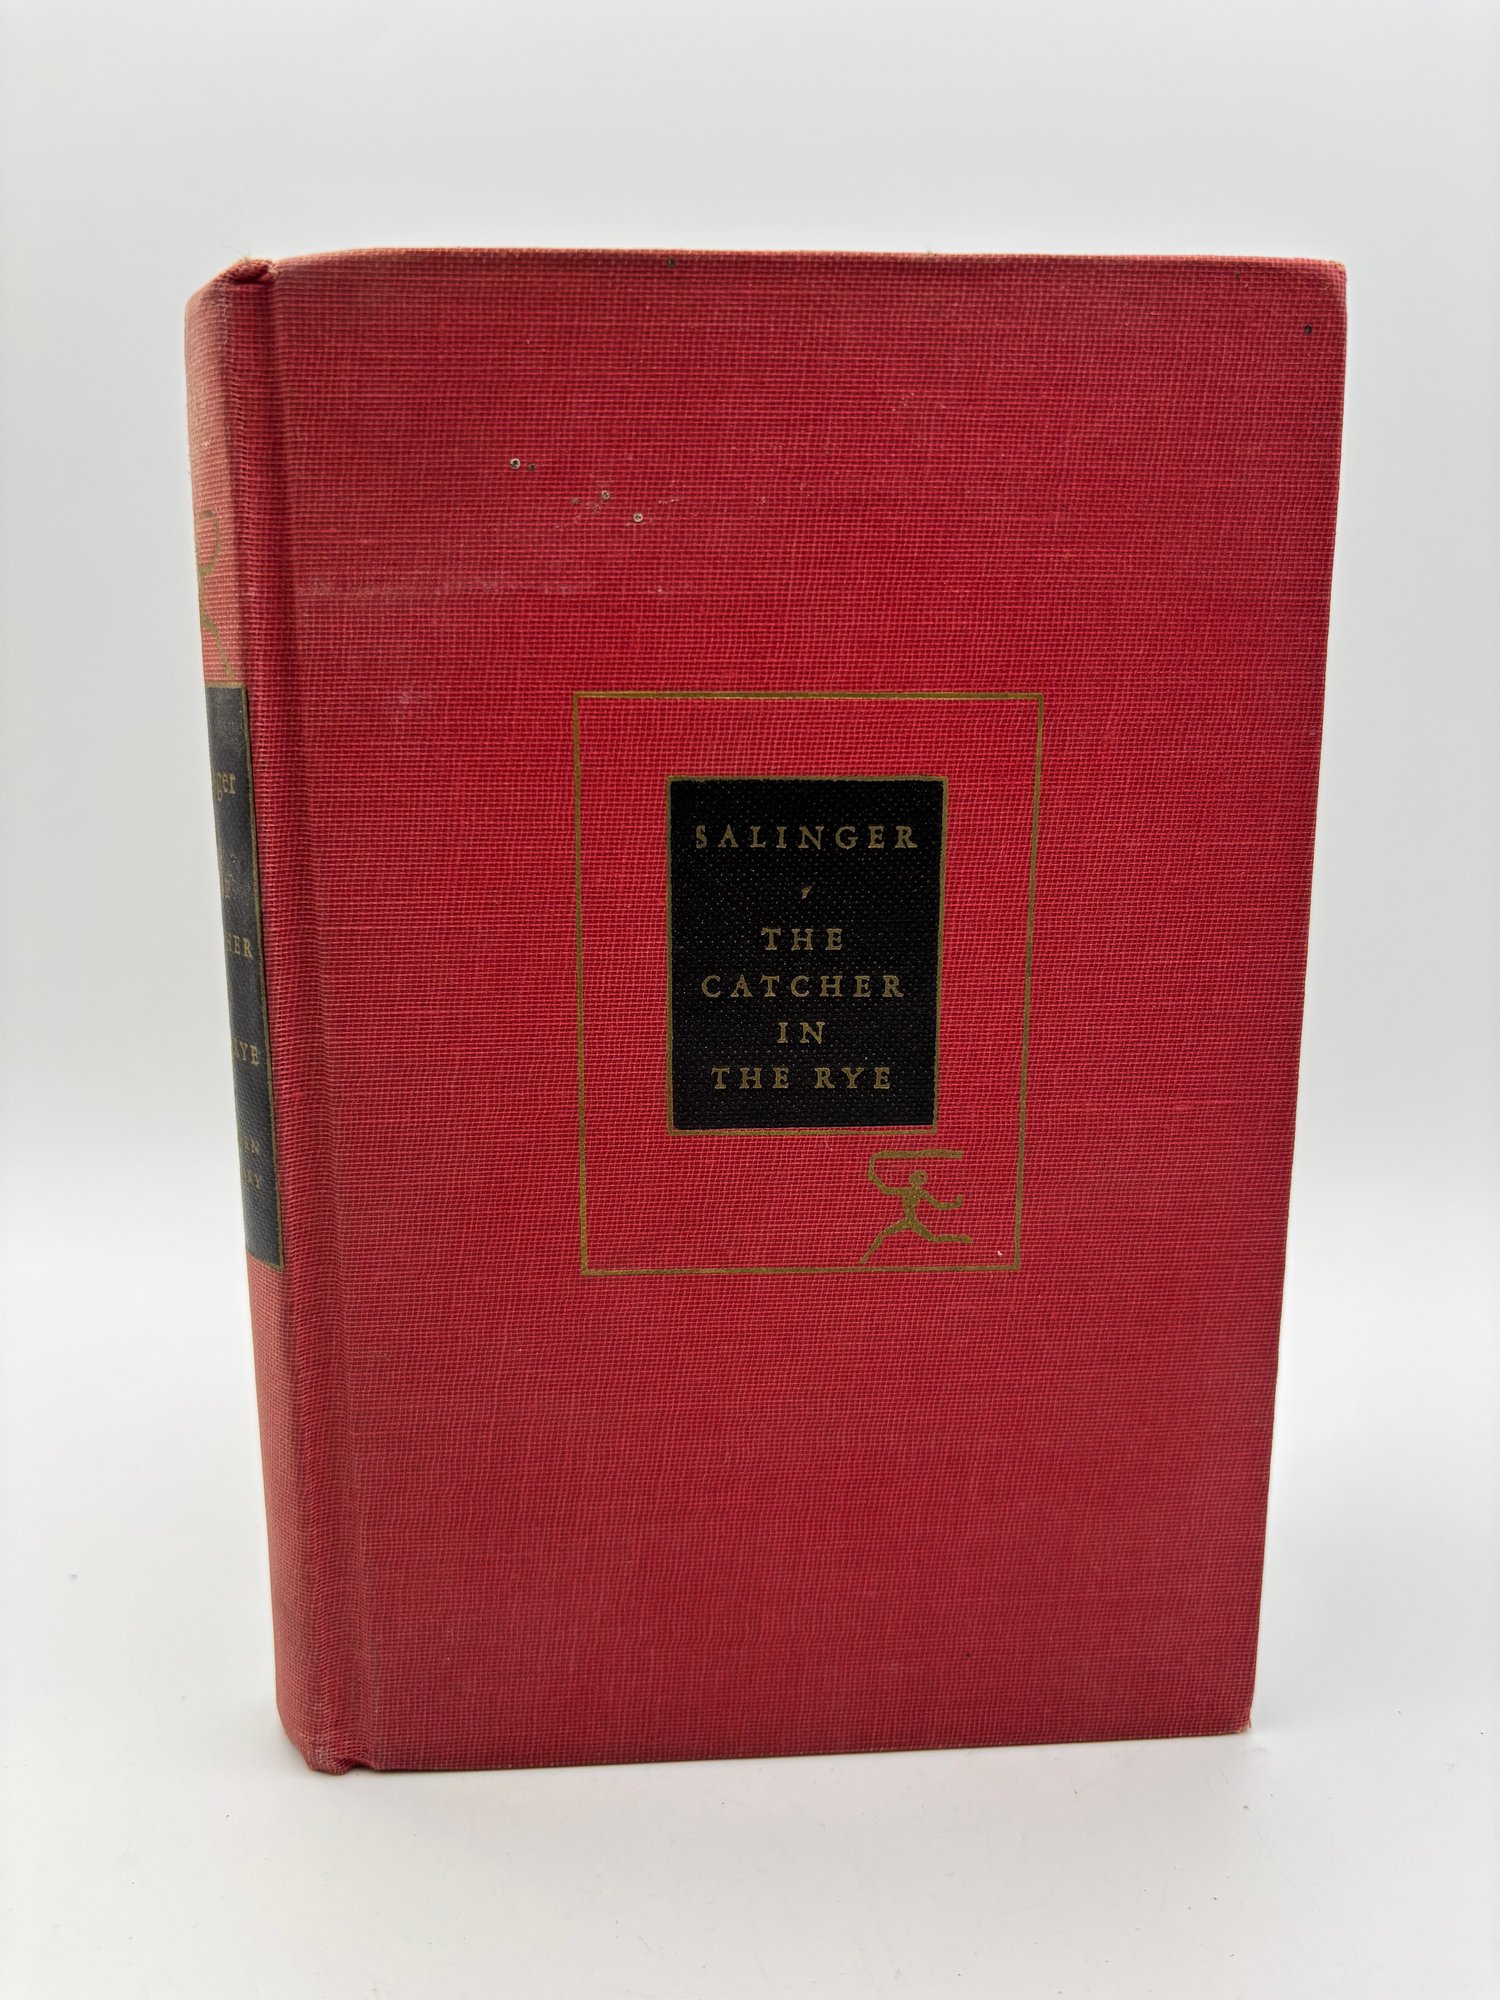 SALINGER
THE
CATCHER
IN
THE RYE